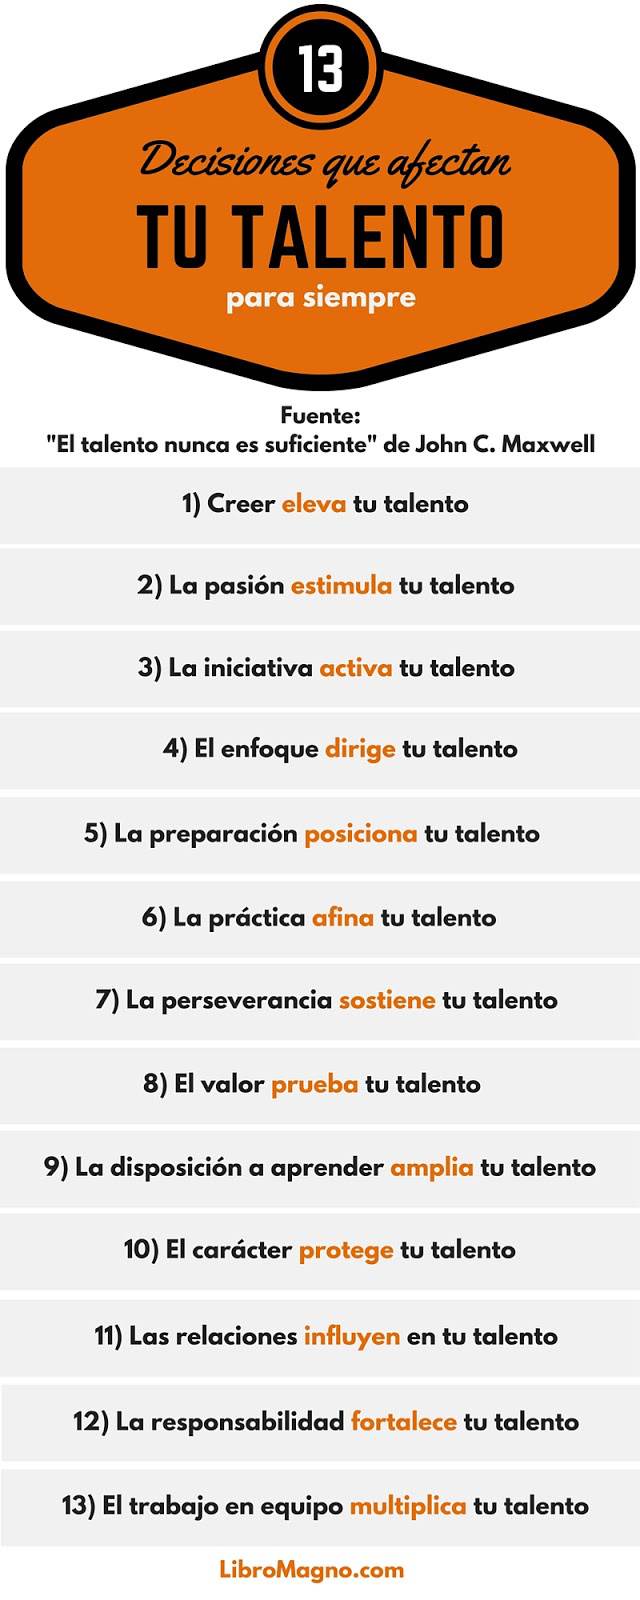 13
Decisiones que afectan
TU TALENTO
para siempre
Fuente:
"El talento nunca es suficiente" de John C. Maxwell
1) Creer eleva tu talento
2) La pasión estimula tu talento
3) La iniciativa activa tu talento
4) El enfoque dirige tu talento
5) La preparación posiciona tu talento
6) La práctica afina tu talento
7) La perseverancia sostiene tu talento
8) El valor prueba tu talento
9) La disposición a aprender amplia tu talento
10) El carácter protege tu talento
11) Las relaciones influyen en tu talento
12) La responsabilidad fortalece tu talento
13) El trabajo en equipo multiplica tu talento
LibroMagno.com